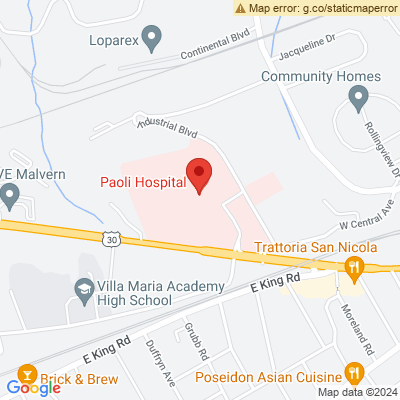 Map error: g.co/staticmaperror
Loparex
Continental Blvd
Jacqueline Dr
Community Homes
Industrial Blvd
Rollingview Dr
Paoli Hospital
VE Malvern
W Central Ave
30
Trattoria San Nicola
Villa Maria Academy
High School
E King Rd
E King Rd
Moreland Rd
Grubb Rd
Duffryn Ave
Brick & Brew
Poseidon Asian Cuisine
Google
Map data ©2024